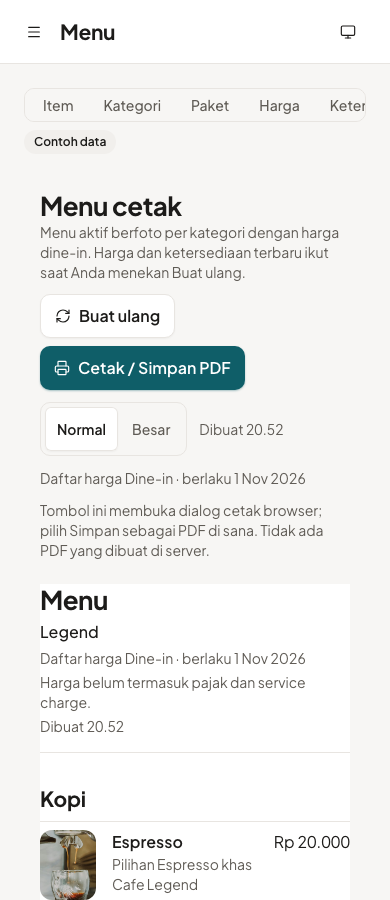 Menu
Item Kategori Paket Harga Keter
Contoh data
Menu cetak
Menu aktif berfoto per kategori dengan harga
dine-in. Harga dan ketersediaan terbaru ikut
saat Anda menekan Buat ulang.
Buat ulang
Cetak / Simpan PDF
Normal Besar Dibuat 20.52
Daftar harga Dine-in · berlaku 1 Nov 2026
Tombol ini membuka dialog cetak browser;
pilih Simpan sebagai PDF di sana. Tidak ada
PDF yang dibuat di server.
Menu
Legend
Daftar harga Dine-in · berlaku 1 Nov 2026
Harga belum termasuk pajak dan service
charge.
Dibuat 20.52
Kopi
Espresso Rp 20.000
Pilihan Espresso khas
Cafe Legend